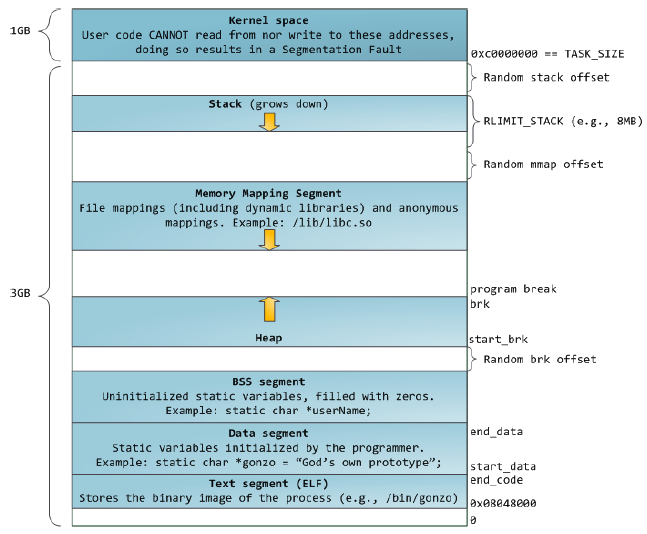 1GB
Kernel space
User code CANNOT read from nor write to these addresses,
doing so results in a Segmentation Fault
0xc0000000 == TASK_SIZE
Random stack offset
Stack (grows down)
RLIMIT_STACK (e.g., 8MB)
Random mmap offset
Memory Mapping Segment
File mappings (including dynamic libraries) and anonymous
mappings. Example: /lib/libc.so
3GB
program break
brk
Heap
start_brk
Random brk offset
BSS segment
Uninitialized static variables, filled with zeros.
Example: static char *userName;
end_data
Data segment
Static variables initialized by the programmer.
Example: static char *gonzo = “God’s own prototype”;
start_data
end_code
Text segment (ELF)
Stores the binary image of the process (e.g., /bin/gonzo)
0x08048000
0